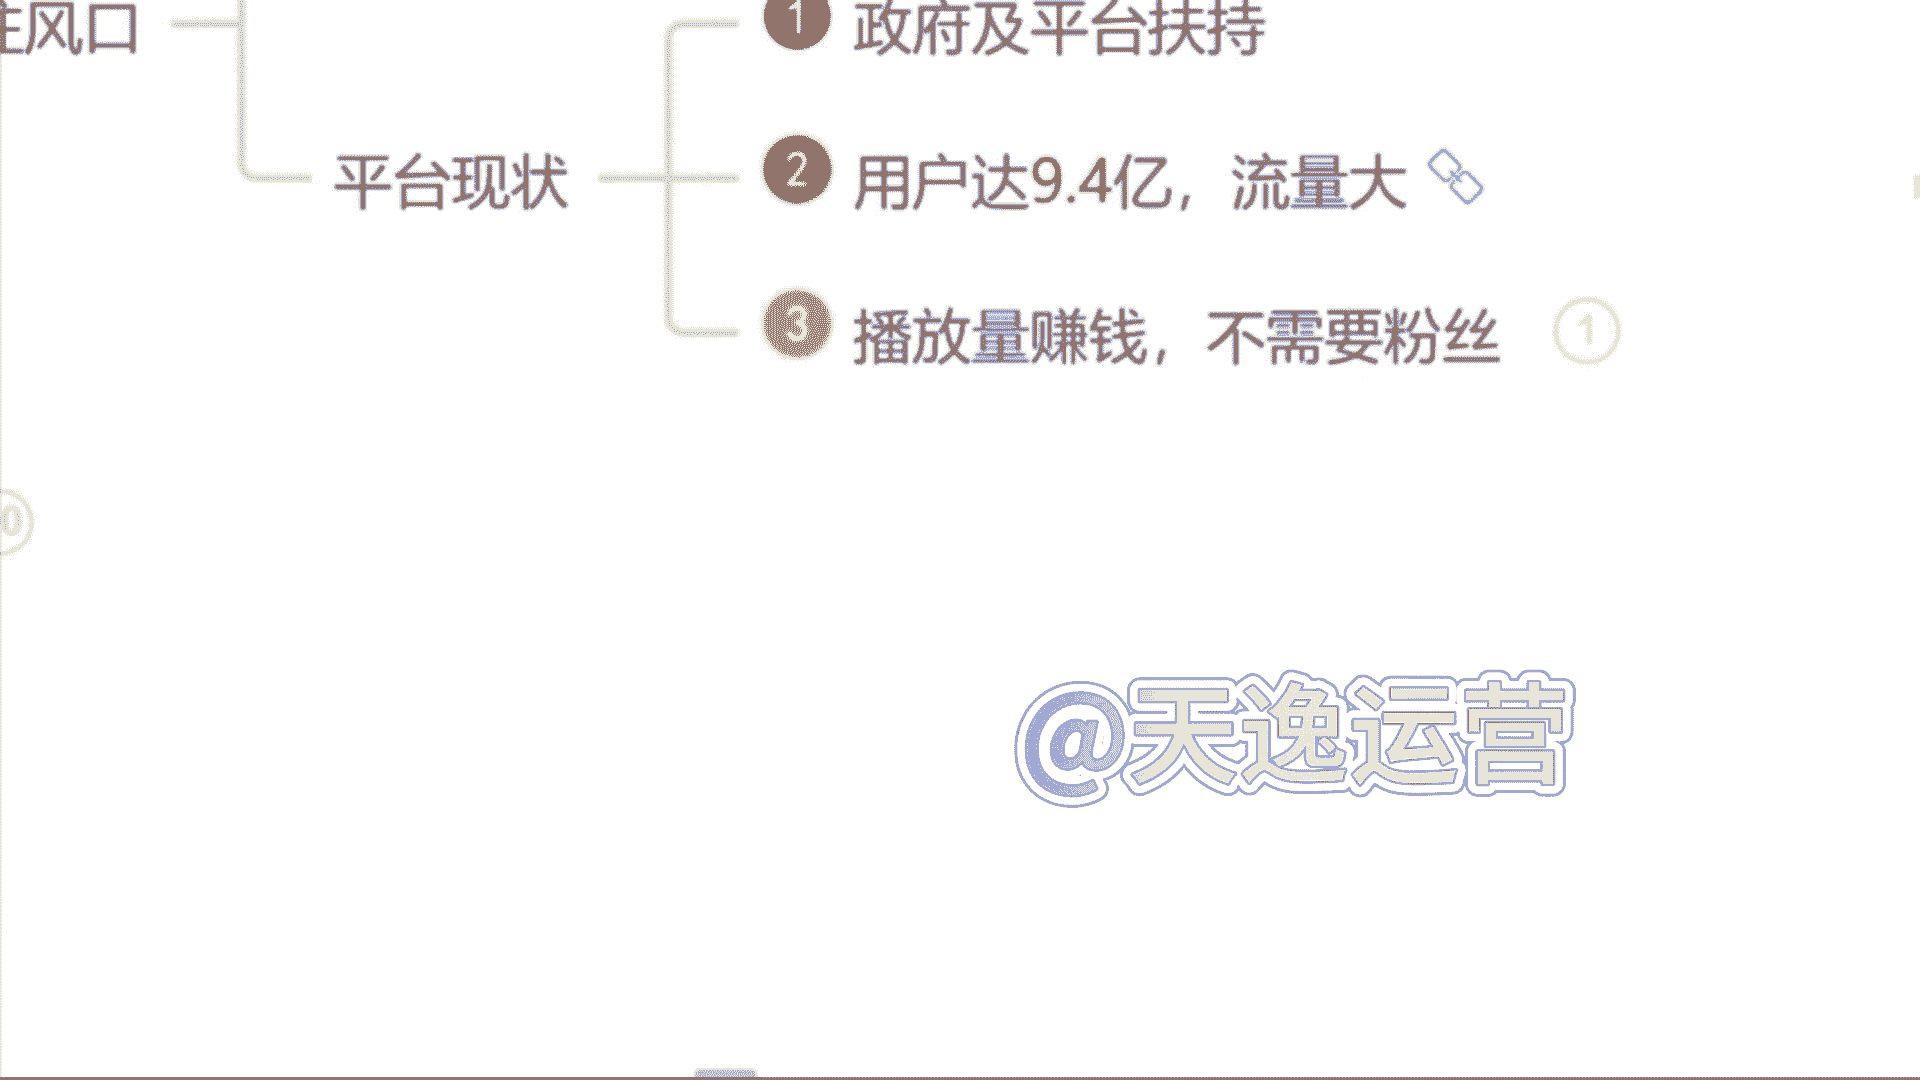 风口
1 政府及平台扶持
平台现状
2 用户达9.4亿，流量大
3 播放量赚钱，不需要粉丝 1
0
@天逸运营